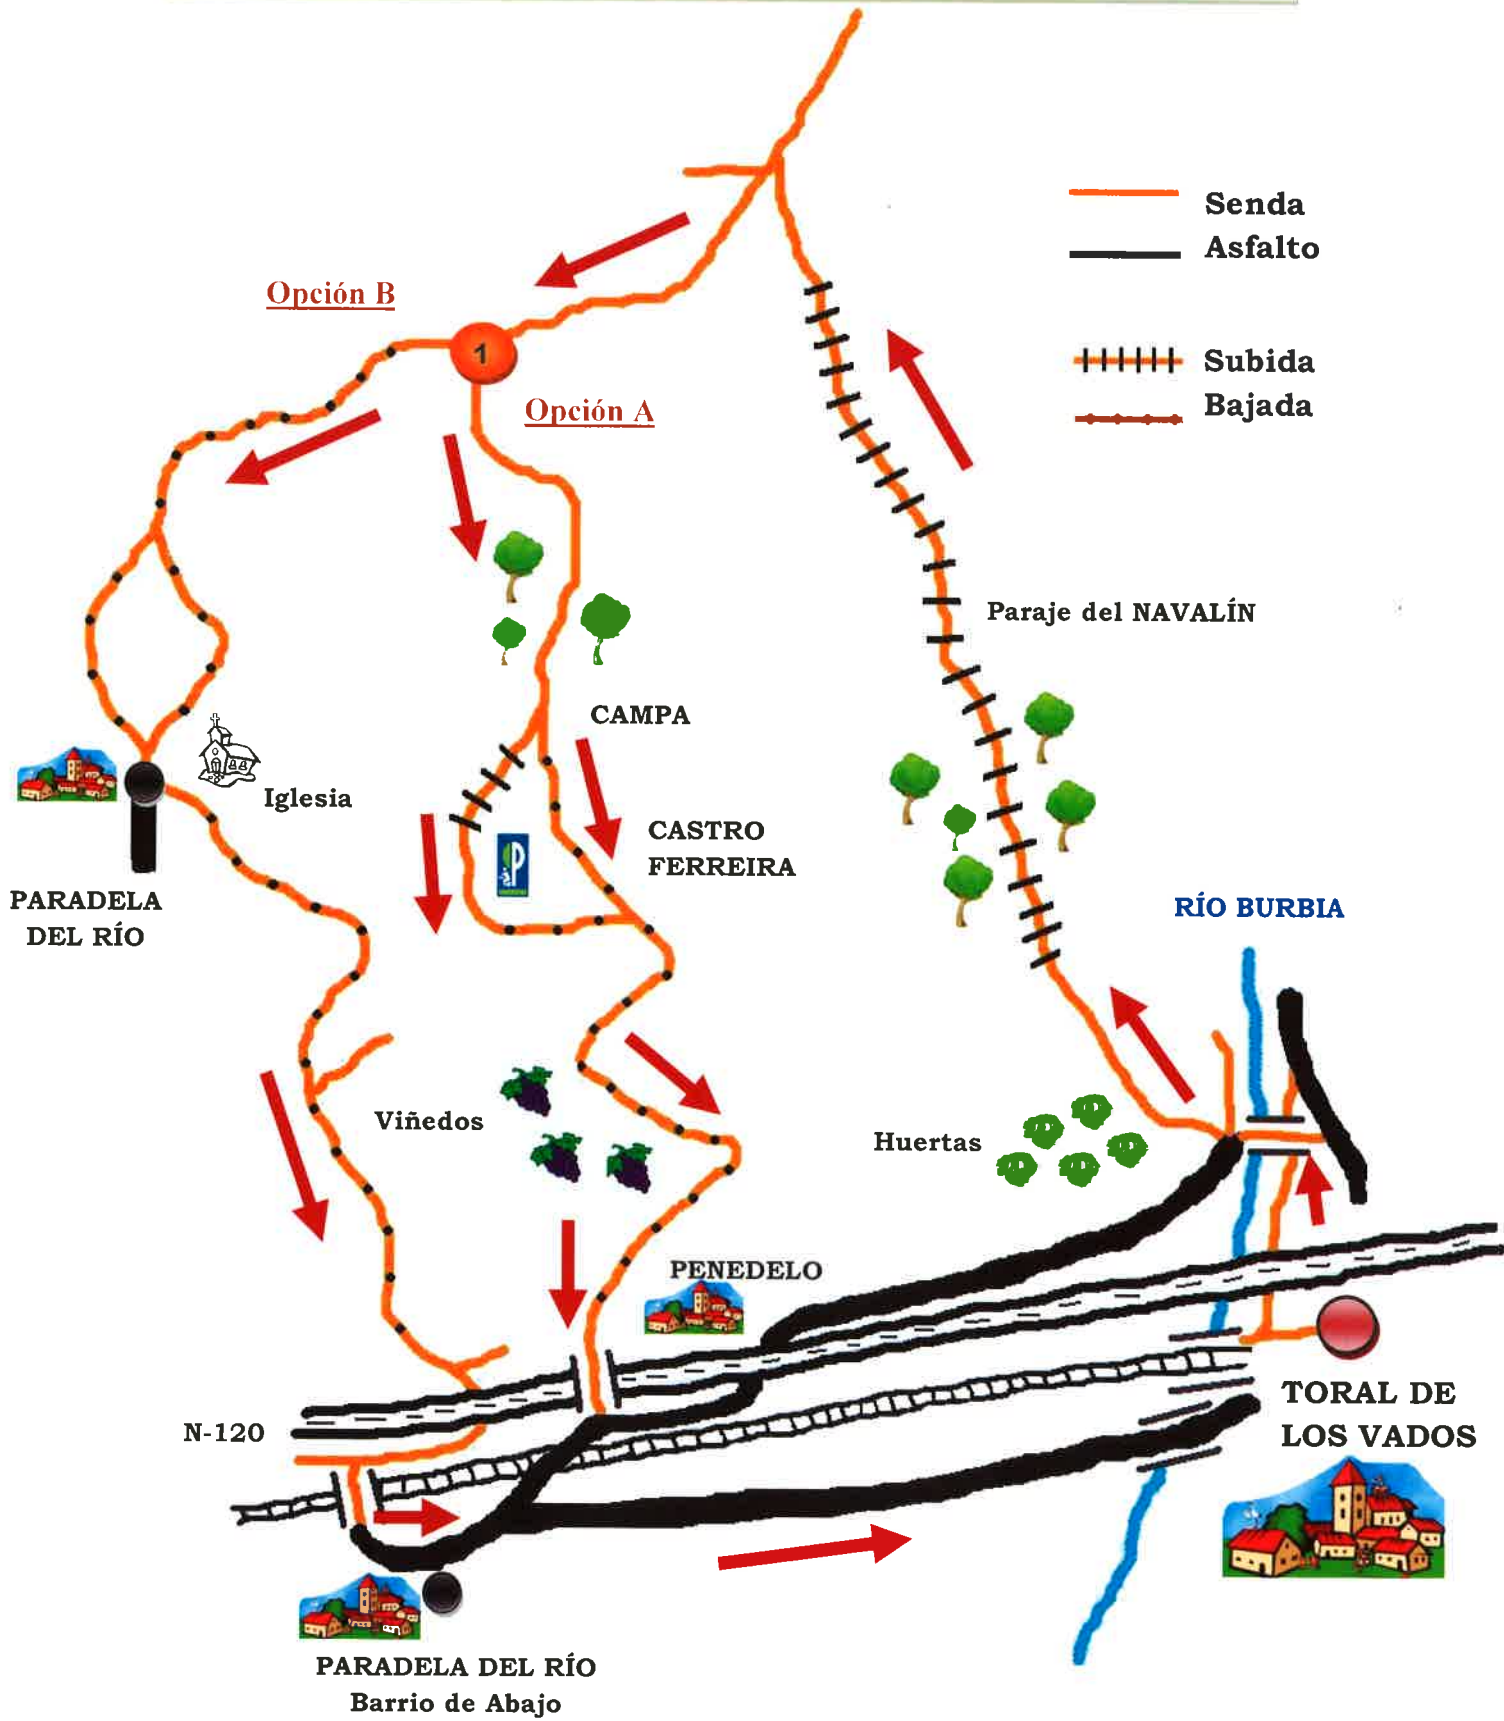 Senda
Asfalto
Subida
Bajada
Opción B
1
Opción A
Paraje del NAVALÍN
CAMPA
Iglesia
CASTRO
FERREIRA
P
PARADELA
DEL RÍO
RÍO BURBIA
Viñedos
Huertas
PENEDELO
N-120
TORAL DE
LOS VADOS
PARADELA DEL RÍO
Barrio de Abajo